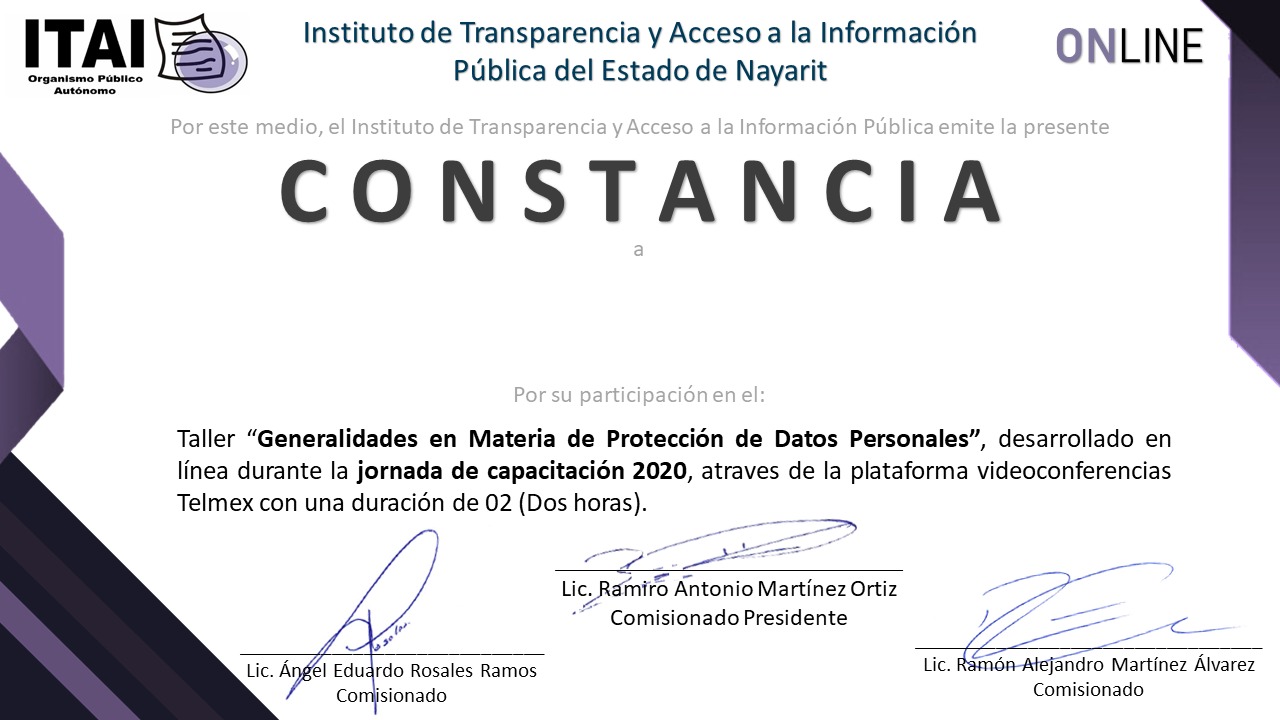 ITAI
Organismo Público
Autónomo
Instituto de Transparencia y Acceso a la Información
Pública del Estado de Nayarit
ONLINE
Por este medio, el Instituto de Transparencia y Acceso a la Información Pública emite la presente
CONSTANCIA
a
Por su participación en el:
Taller “Generalidades en Materia de Protección de Datos Personales”, desarrollado en
línea durante la jornada de capacitación 2020, atraves de la plataforma videoconferencias
Telmex con una duración de 02 (Dos horas).
Lic. Ramiro Antonio Martínez Ortiz
Comisionado Presidente
Lic. Ángel Eduardo Rosales Ramos
Comisionado
Lic. Ramón Alejandro Martínez Álvarez
Comisionado